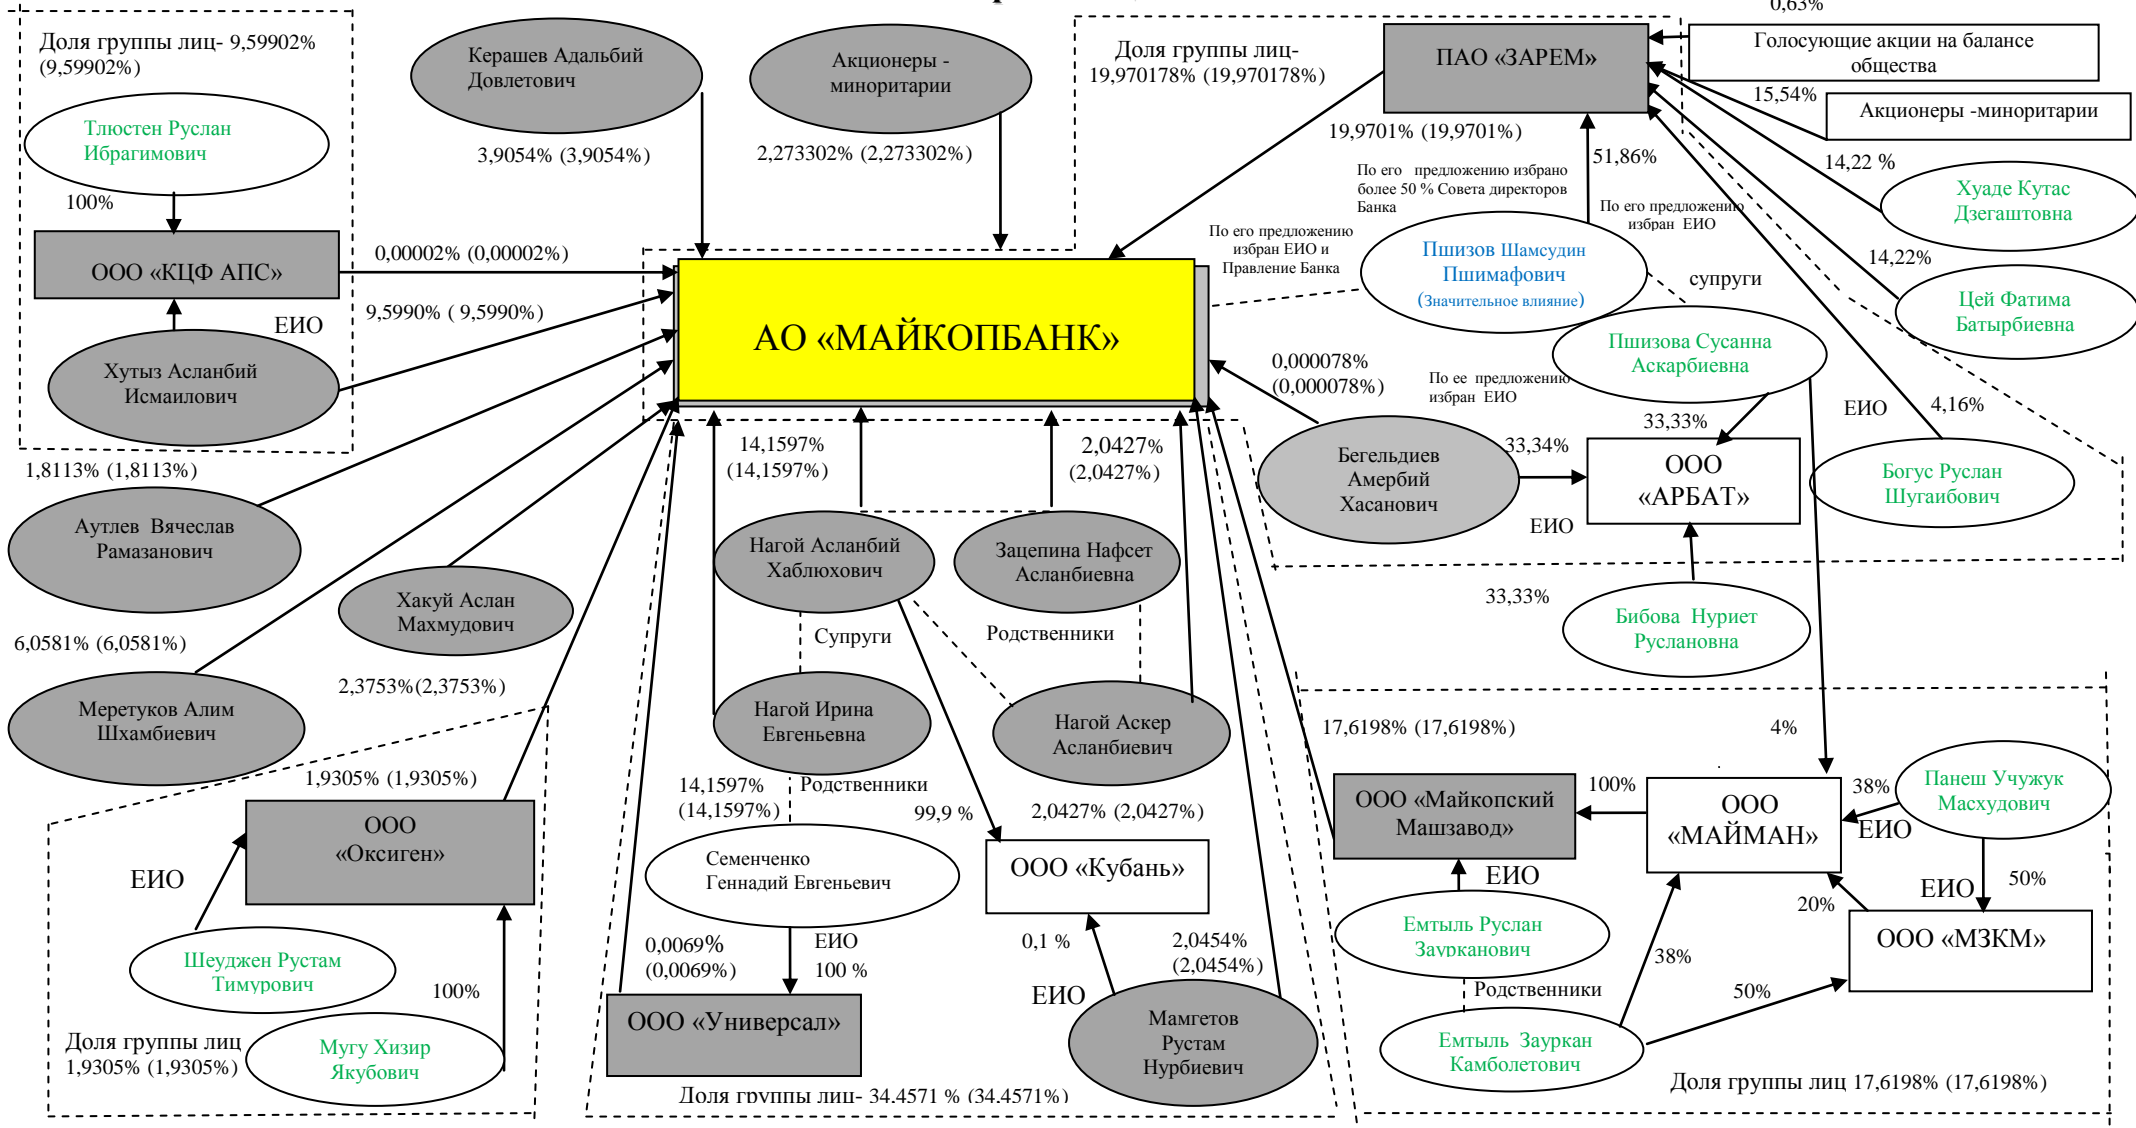 0,63%
Доля группы лиц- 9,59902%
(9,59902%)
Тлюстен Руслан
Ибрагимович
100%
ООО «КЦФ АПС»
ЕИО
Хутыз Асланбий
Исмаилович
0,00002% (0,00002%)
9,5990% ( 9,5990%)
Керашев Адальбий
Довлетович
3,9054% (3,9054%)
Акционеры -
миноритарии
2,273302% (2,273302%)
Доля группы лиц-
19,970178% (19,970178%)
ПАО «ЗАРЕМ»
19,9701% (19,9701%)
Голосующие акции на балансе
общества
15,54%
Акционеры -миноритарии
14,22 %
Хуаде Кутас
Дзегаштовна
14,22%
Цей Фатима
Батырбиевна
51,86%
По его предложению избрано
более 50 % Совета директоров
Банка
По его предложению
избран ЕИО
По его предложению
избран ЕИО и
Правление Банка
Пшизов Шамсудин
Пшимафович
(Значительное влияние)
супруги
Пшизова Сусанна
Аскарбиевна
АО «МАЙКОПБАНК»
0,000078%
(0,000078%)
По ее предложению
избран ЕИО
ЕИО
4,16%
Богус Руслан
Шугаибович
33,33%
33,34%
Бегельдиев
Амербий
Хасанович
ООО
«АРБАТ»
ЕИО
33,33%
Бибова Нуриет
Руслановна
1,8113% (1,8113%)
Аутлев Вячеслав
Рамазанович
6,0581% (6,0581%)
Меретуков Алим
Шхамбиевич
Хакуй Аслан
Махмудович
2,3753%(2,3753%)
14,1597%
(14,1597%)
2,0427%
(2,0427%)
Нагой Асланбий
Хаблюхович
Зацепина Нафсет
Асланбиевна
Супруги
Родственники
Нагой Ирина
Евгеньевна
Нагой Аскер
Асланбиевич
14,1597%
(14,1597%)
Родственники
99,9 %
2,0427% (2,0427%)
Семенченко
Геннадий Евгеньевич
ООО «Кубань»
0,0069%
(0,0069%)
ЕИО
100 %
0,1 %
ЕИО
2,0454%
(2,0454%)
ООО «Универсал»
Мамгетов
Рустам
Нурбиевич
Доля группы лиц- 34.4571 % (34.4571%)
1,9305% (1,9305%)
ООО
«Оксиген»
ЕИО
Шеуджен Рустам
Тимурович
100%
Доля группы лиц
1,9305% (1,9305%)
Мугу Хизир
Якубович
17,6198% (17,6198%)
4%
ООО «Майкопский
Машзавод»
100%
ООО
«МАЙМАН»
38%
ЕИО
Панеш Учужук
Масхудович
ЕИО
Емтыль Руслан
Заурканович
Родственники
Емтыль Зауркан
Камболетович
38%
20%
ЕИО
50%
ООО «МЗКМ»
50%
Доля группы лиц 17,6198% (17,6198%)